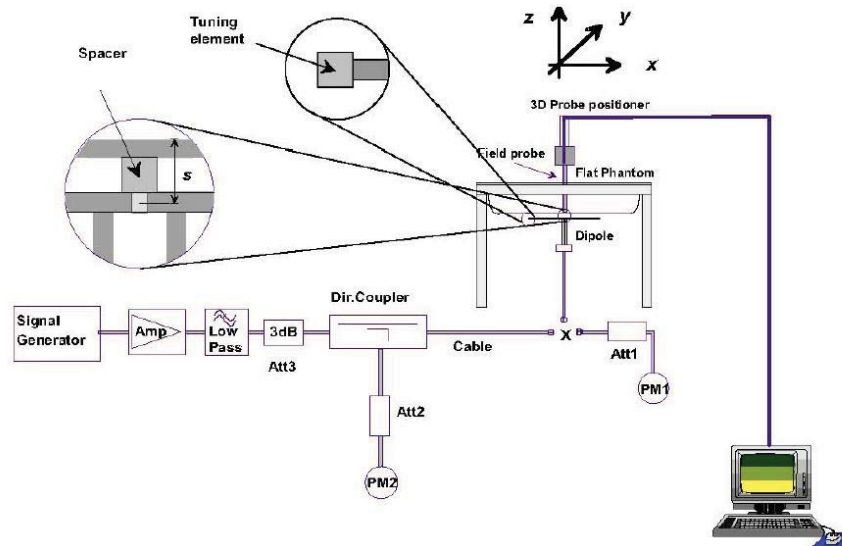 z
y
x
Tuning
element
Spacer
s
3D Probe positioner
Field probe
Flat Phantom
Dipole
Dir.Coupler
Signal
Generator
Amp
Low
Pass
3dB
Att3
Cable
X
Att1
PM1
Att2
PM2